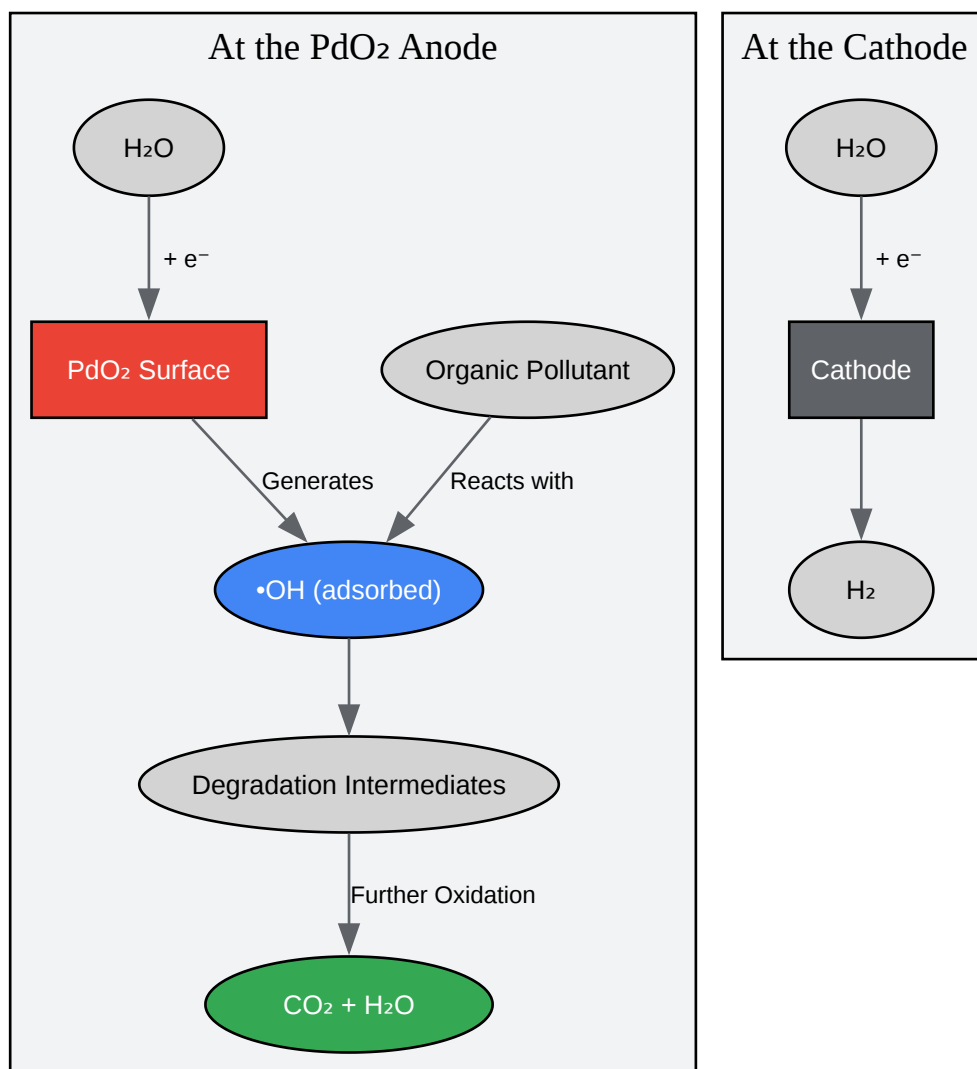 At the PdO₂ Anode
H₂O
+ e⁻
PdO₂ Surface
Organic Pollutant
Generates
Reacts with
•OH (adsorbed)
Degradation Intermediates
Further Oxidation
CO₂ + H₂O
At the Cathode
H₂O
+ e⁻
Cathode
H₂